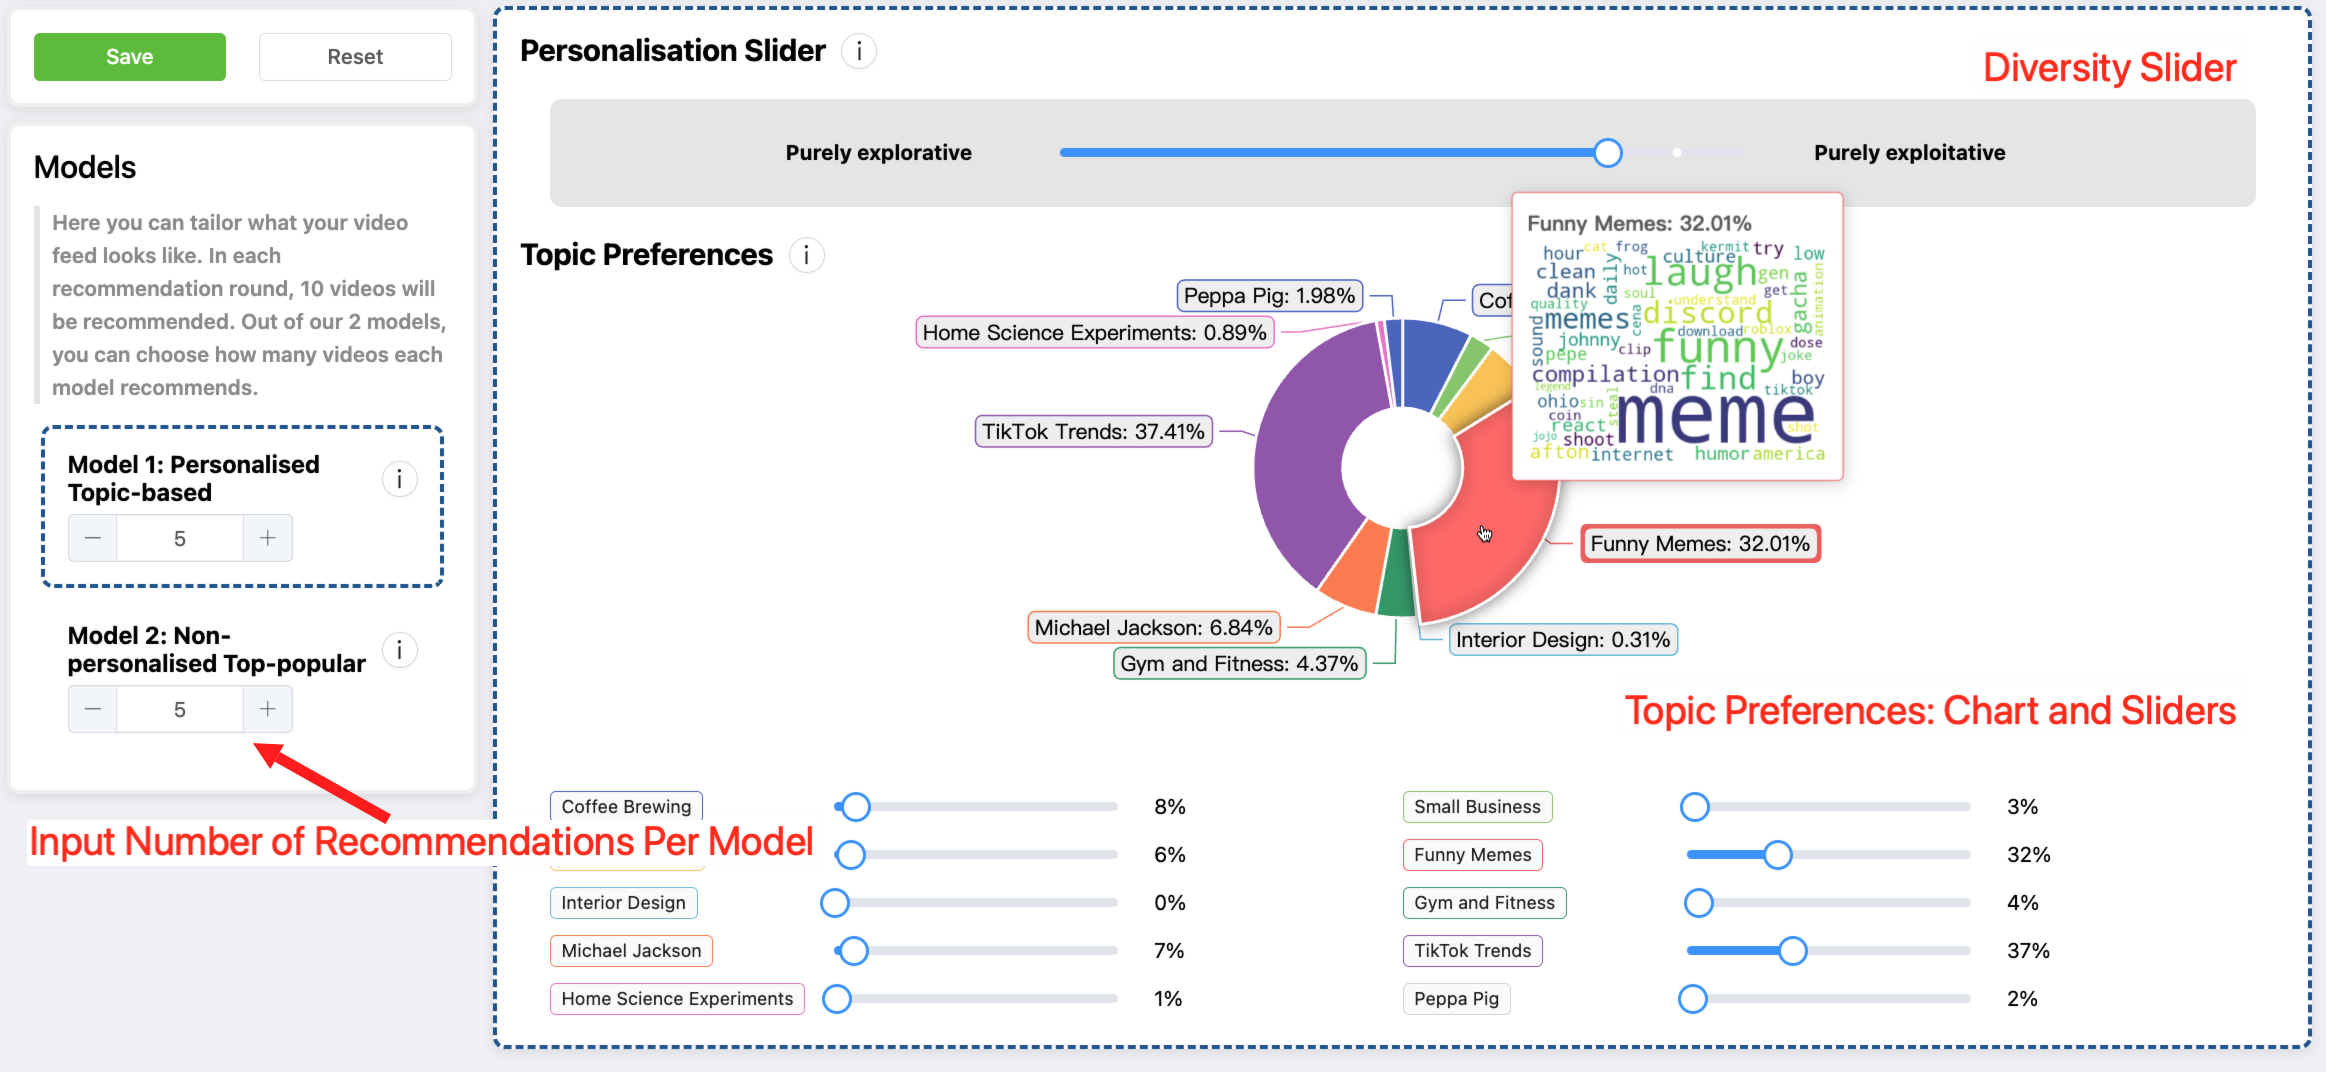 Save
Reset
Models
Here you can tailor what your video
feed looks like. In each
recommendation round, 10 videos will
be recommended. Out of our 2 models,
you can choose how many videos each
model recommends.
Model 1: Personalised
Topic-based
i
− 5 +
Model 2: Non-
personalised Top-popular
i
− 5 +
Input Number of Recommendations Per Model
Personalisation Slider i
Diversity Slider
Purely explorative
Purely exploitative
Topic Preferences i
Peppa Pig: 1.98%
Home Science Experiments: 0.89%
TikTok Trends: 37.41%
Michael Jackson: 6.84%
Gym and Fitness: 4.37%
Interior Design: 0.31%
Funny Memes: 32.01%
Cof
Funny Memes: 32.01%
hour cat frog kermit try low
culture
clean daily hot laugh gen
dank soul get gacha animation
quality understand
sound memes cena discord
download roblox
johnny clip funny dose
pepe joke
compilation find boy
legend dna tiktok
ohio sin steal meme
coin
react shot
jojo shoot
afton internet humor america
Topic Preferences: Chart and Sliders
Coffee Brewing 8%
Small Business 3%
6%
Funny Memes 32%
Interior Design 0%
Gym and Fitness 4%
Michael Jackson 7%
TikTok Trends 37%
Home Science Experiments 1%
Peppa Pig 2%